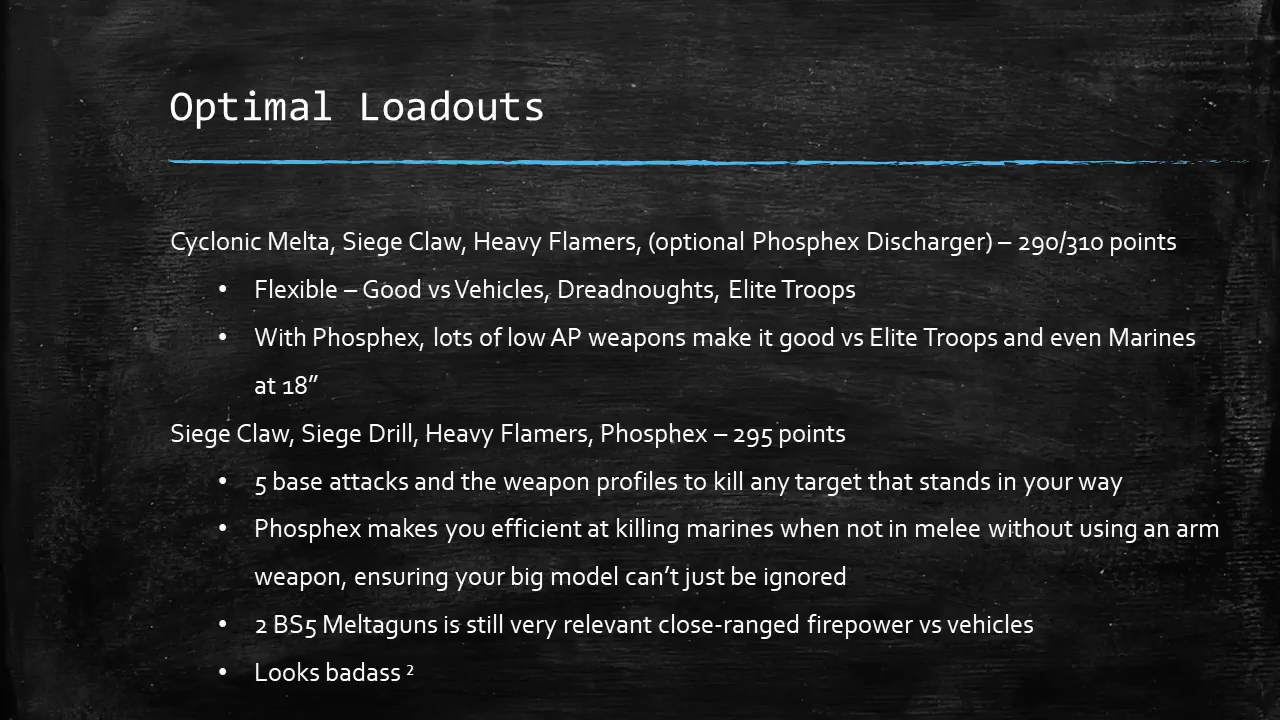 Optimal Loadouts
Cyclonic Melta, Siege Claw, Heavy Flamers, (optional Phosphex Discharger) – 290/310 points
• Flexible – Good vs Vehicles, Dreadnoughts, Elite Troops
• With Phosphex, lots of low AP weapons make it good vs Elite Troops and even Marines
at 18”
Siege Claw, Siege Drill, Heavy Flamers, Phosphex – 295 points
• 5 base attacks and the weapon profiles to kill any target that stands in your way
• Phosphex makes you efficient at killing marines when not in melee without using an arm
weapon, ensuring your big model can’t just be ignored
• 2 BS5 Meltaguns is still very relevant close-ranged firepower vs vehicles
• Looks badass ²